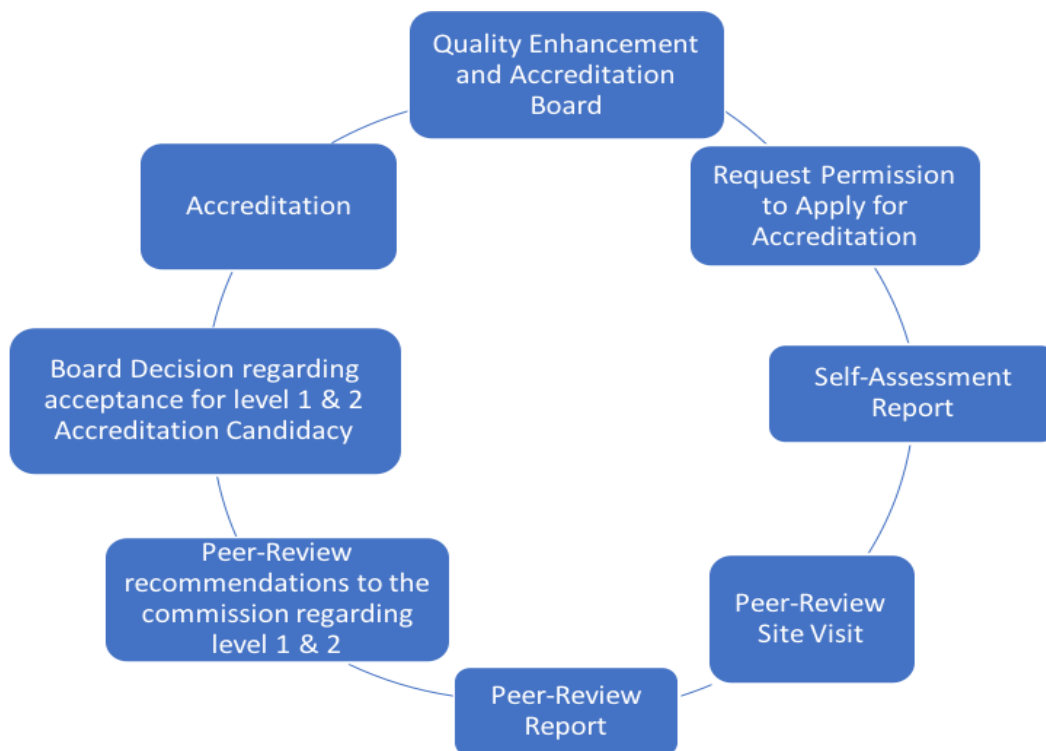 Quality Enhancement
and Accreditation
Board
Request Permission
to Apply for
Accreditation
Self-Assessment
Report
Peer-Review
Site Visit
Peer-Review
Report
Peer-Review
recommendations to the
commission regarding
level 1 & 2
Board Decision regarding
acceptance for level 1 & 2
Accreditation Candidacy
Accreditation